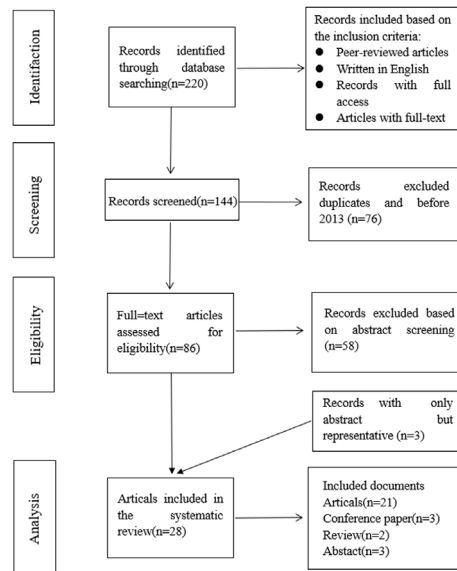 Identifaction
Records identified
through database
searching(n=220)
Records included based on
the inclusion criteria:
● Peer-reviewed articles
● Written in English
● Records with full
access
● Articles with full-text
Screening
Records screened(n=144)
Records excluded
duplicates and before
2013 (n=76)
Eligibility
Full=text articles
assessed for
eligibility(n=86)
Records excluded based
on abstract screening
(n=58)
Records with only
abstract but
representative (n=3)
Analysis
Articals included in
the systematic
review(n=28)
Included documents
Articals(n=21)
Conference paper(n=3)
Review(n=2)
Abstact(n=3)